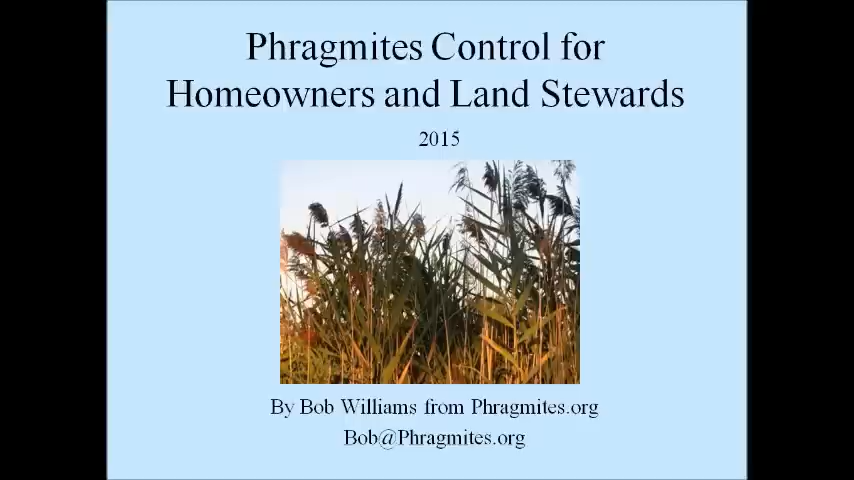 Phragmites Control for
Homeowners and Land Stewards
2015
By Bob Williams from Phragmites.org
Bob@Phragmites.org